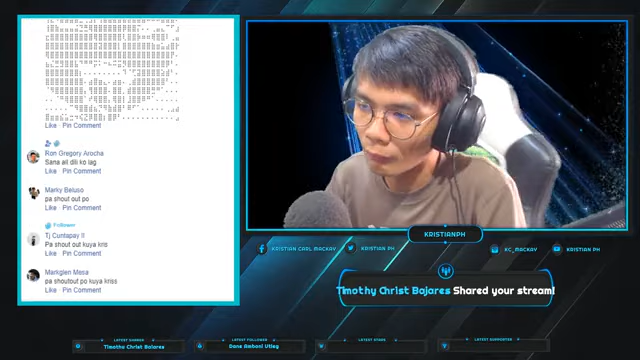 Like Pin Comment
Ron Gregory Arocha
Sana all dili ko lag
Like Pin Comment
Marky Beluso
pa shout out po
Like Pin Comment
Follower
Tj Cuntapay II
Pa shout out kuya kris
Like Pin Comment
Markglen Mesa
pa shoutout po kuya kriss
Like Pin Comment
KRISTIANPH
KRISTIAN CARL MACKAY
KRISTIAN PH
KC_MACKAY
KRISTIAN PH
Timothy Christ Bajares Shared your stream!
LATEST SHARER
Timothy Christ Bajares
LATEST FOLLOWER
Dane Amboni Utley
LATEST STARS
LATEST SUPPORTER